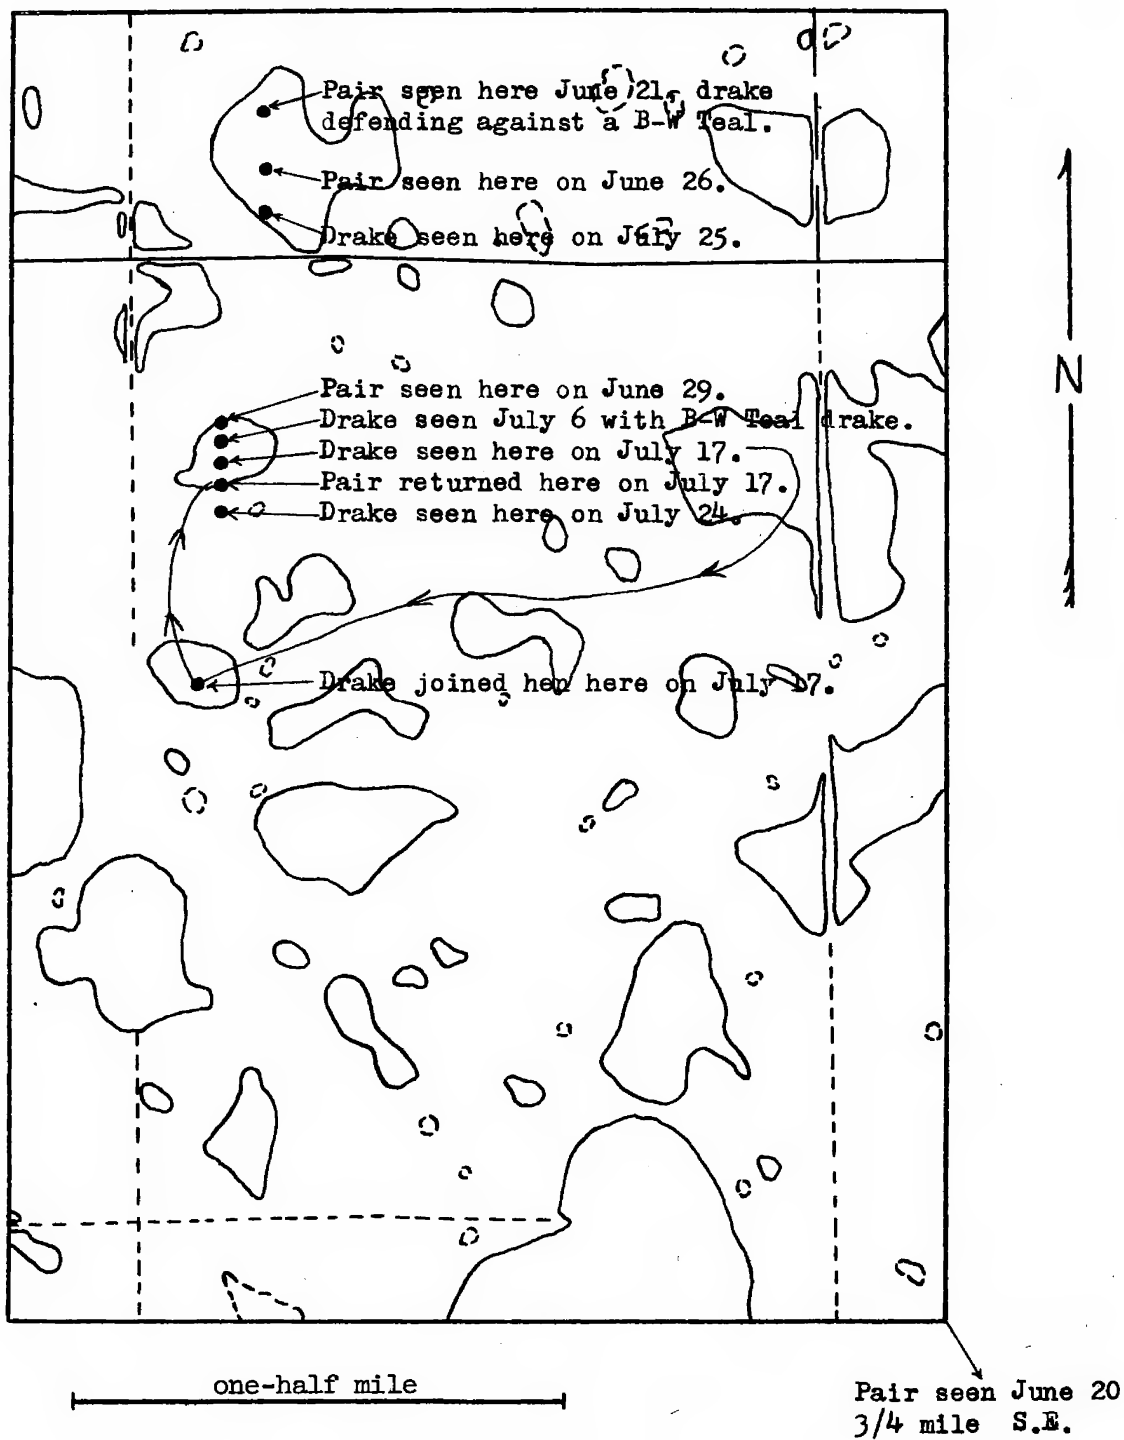 Pair seen here June 21, drake
defending against a B-W Teal.
Pair seen here on June 26.
Drake seen here on July 25.
Pair seen here on June 29.
Drake seen July 6 with B-W Teal drake.
Drake seen here on July 17.
Pair returned here on July 17.
Drake seen here on July 24.
N
Drake joined her here on July 17.
one-half mile
Pair seen June 20
3/4 mile S.E.